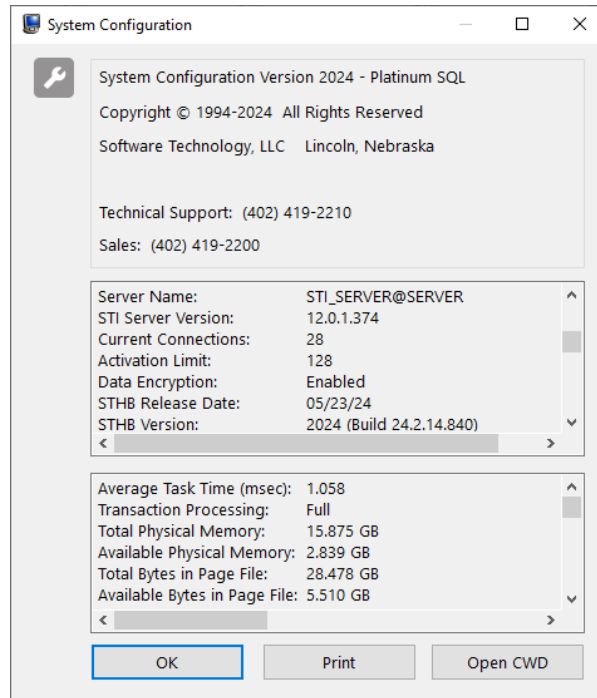 System Configuration
System Configuration Version 2024 - Platinum SQL
Copyright © 1994-2024 All Rights Reserved
Software Technology, LLC Lincoln, Nebraska
Technical Support: (402) 419-2210
Sales: (402) 419-2200
Server Name: STI_SERVER@SERVER
STI Server Version: 12.0.1.374
Current Connections: 28
Activation Limit: 128
Data Encryption: Enabled
STHB Release Date: 05/23/24
STHB Version: 2024 (Build 24.2.14.840)
Average Task Time (msec): 1.058
Transaction Processing: Full
Total Physical Memory: 15.875 GB
Available Physical Memory: 2.839 GB
Total Bytes in Page File: 28.478 GB
Available Bytes in Page File: 5.510 GB
OK Print Open CWD